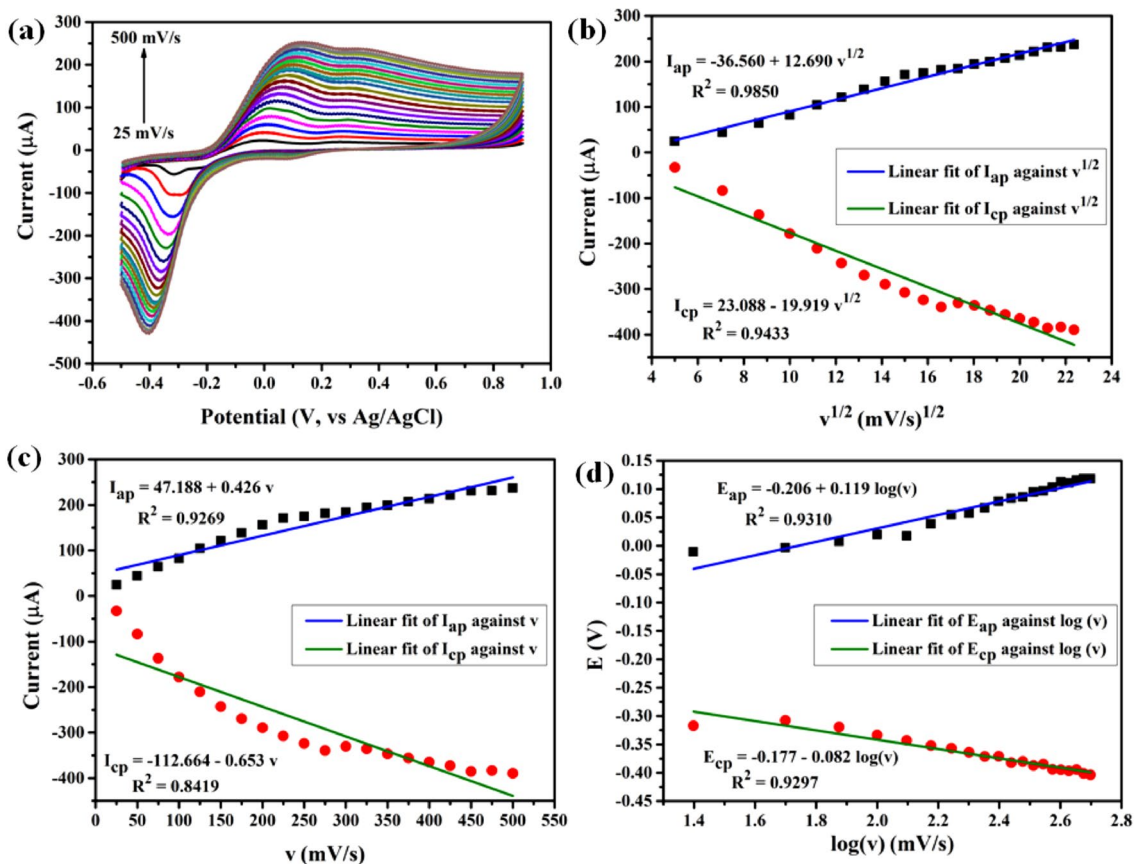 (a)
300
200
100
0
-100
-200
-300
-400
-500
Current (μA)
500 mV/s
25 mV/s
-0.6 -0.4 -0.2 0.0 0.2 0.4 0.6 0.8 1.0
Potential (V, vs Ag/AgCl)
(b)
300
200
100
0
-100
-200
-300
-400
Current (μA)
I_ap = -36.560 + 12.690 v^1/2
R^2 = 0.9850
Linear fit of I_ap against v^1/2
Linear fit of I_cp against v^1/2
I_cp = 23.088 - 19.919 v^1/2
R^2 = 0.9433
4 6 8 10 12 14 16 18 20 22 24
v^1/2 (mV/s)^1/2
(c)
300
200
100
0
-100
-200
-300
-400
Current (μA)
I_ap = 47.188 + 0.426 v
R^2 = 0.9269
Linear fit of I_ap against v
Linear fit of I_cp against v
I_cp = -112.664 - 0.653 v
R^2 = 0.8419
0 50 100 150 200 250 300 350 400 450 500 550
v (mV/s)
(d)
0.15
0.10
0.05
0.00
-0.05
-0.10
-0.15
-0.20
-0.25
-0.30
-0.35
-0.40
-0.45
E (V)
E_ap = -0.206 + 0.119 log(v)
R^2 = 0.9310
Linear fit of E_ap against log (v)
Linear fit of E_cp against log (v)
E_cp = -0.177 - 0.082 log(v)
R^2 = 0.9297
1.4 1.6 1.8 2.0 2.2 2.4 2.6 2.8
log(v) (mV/s)